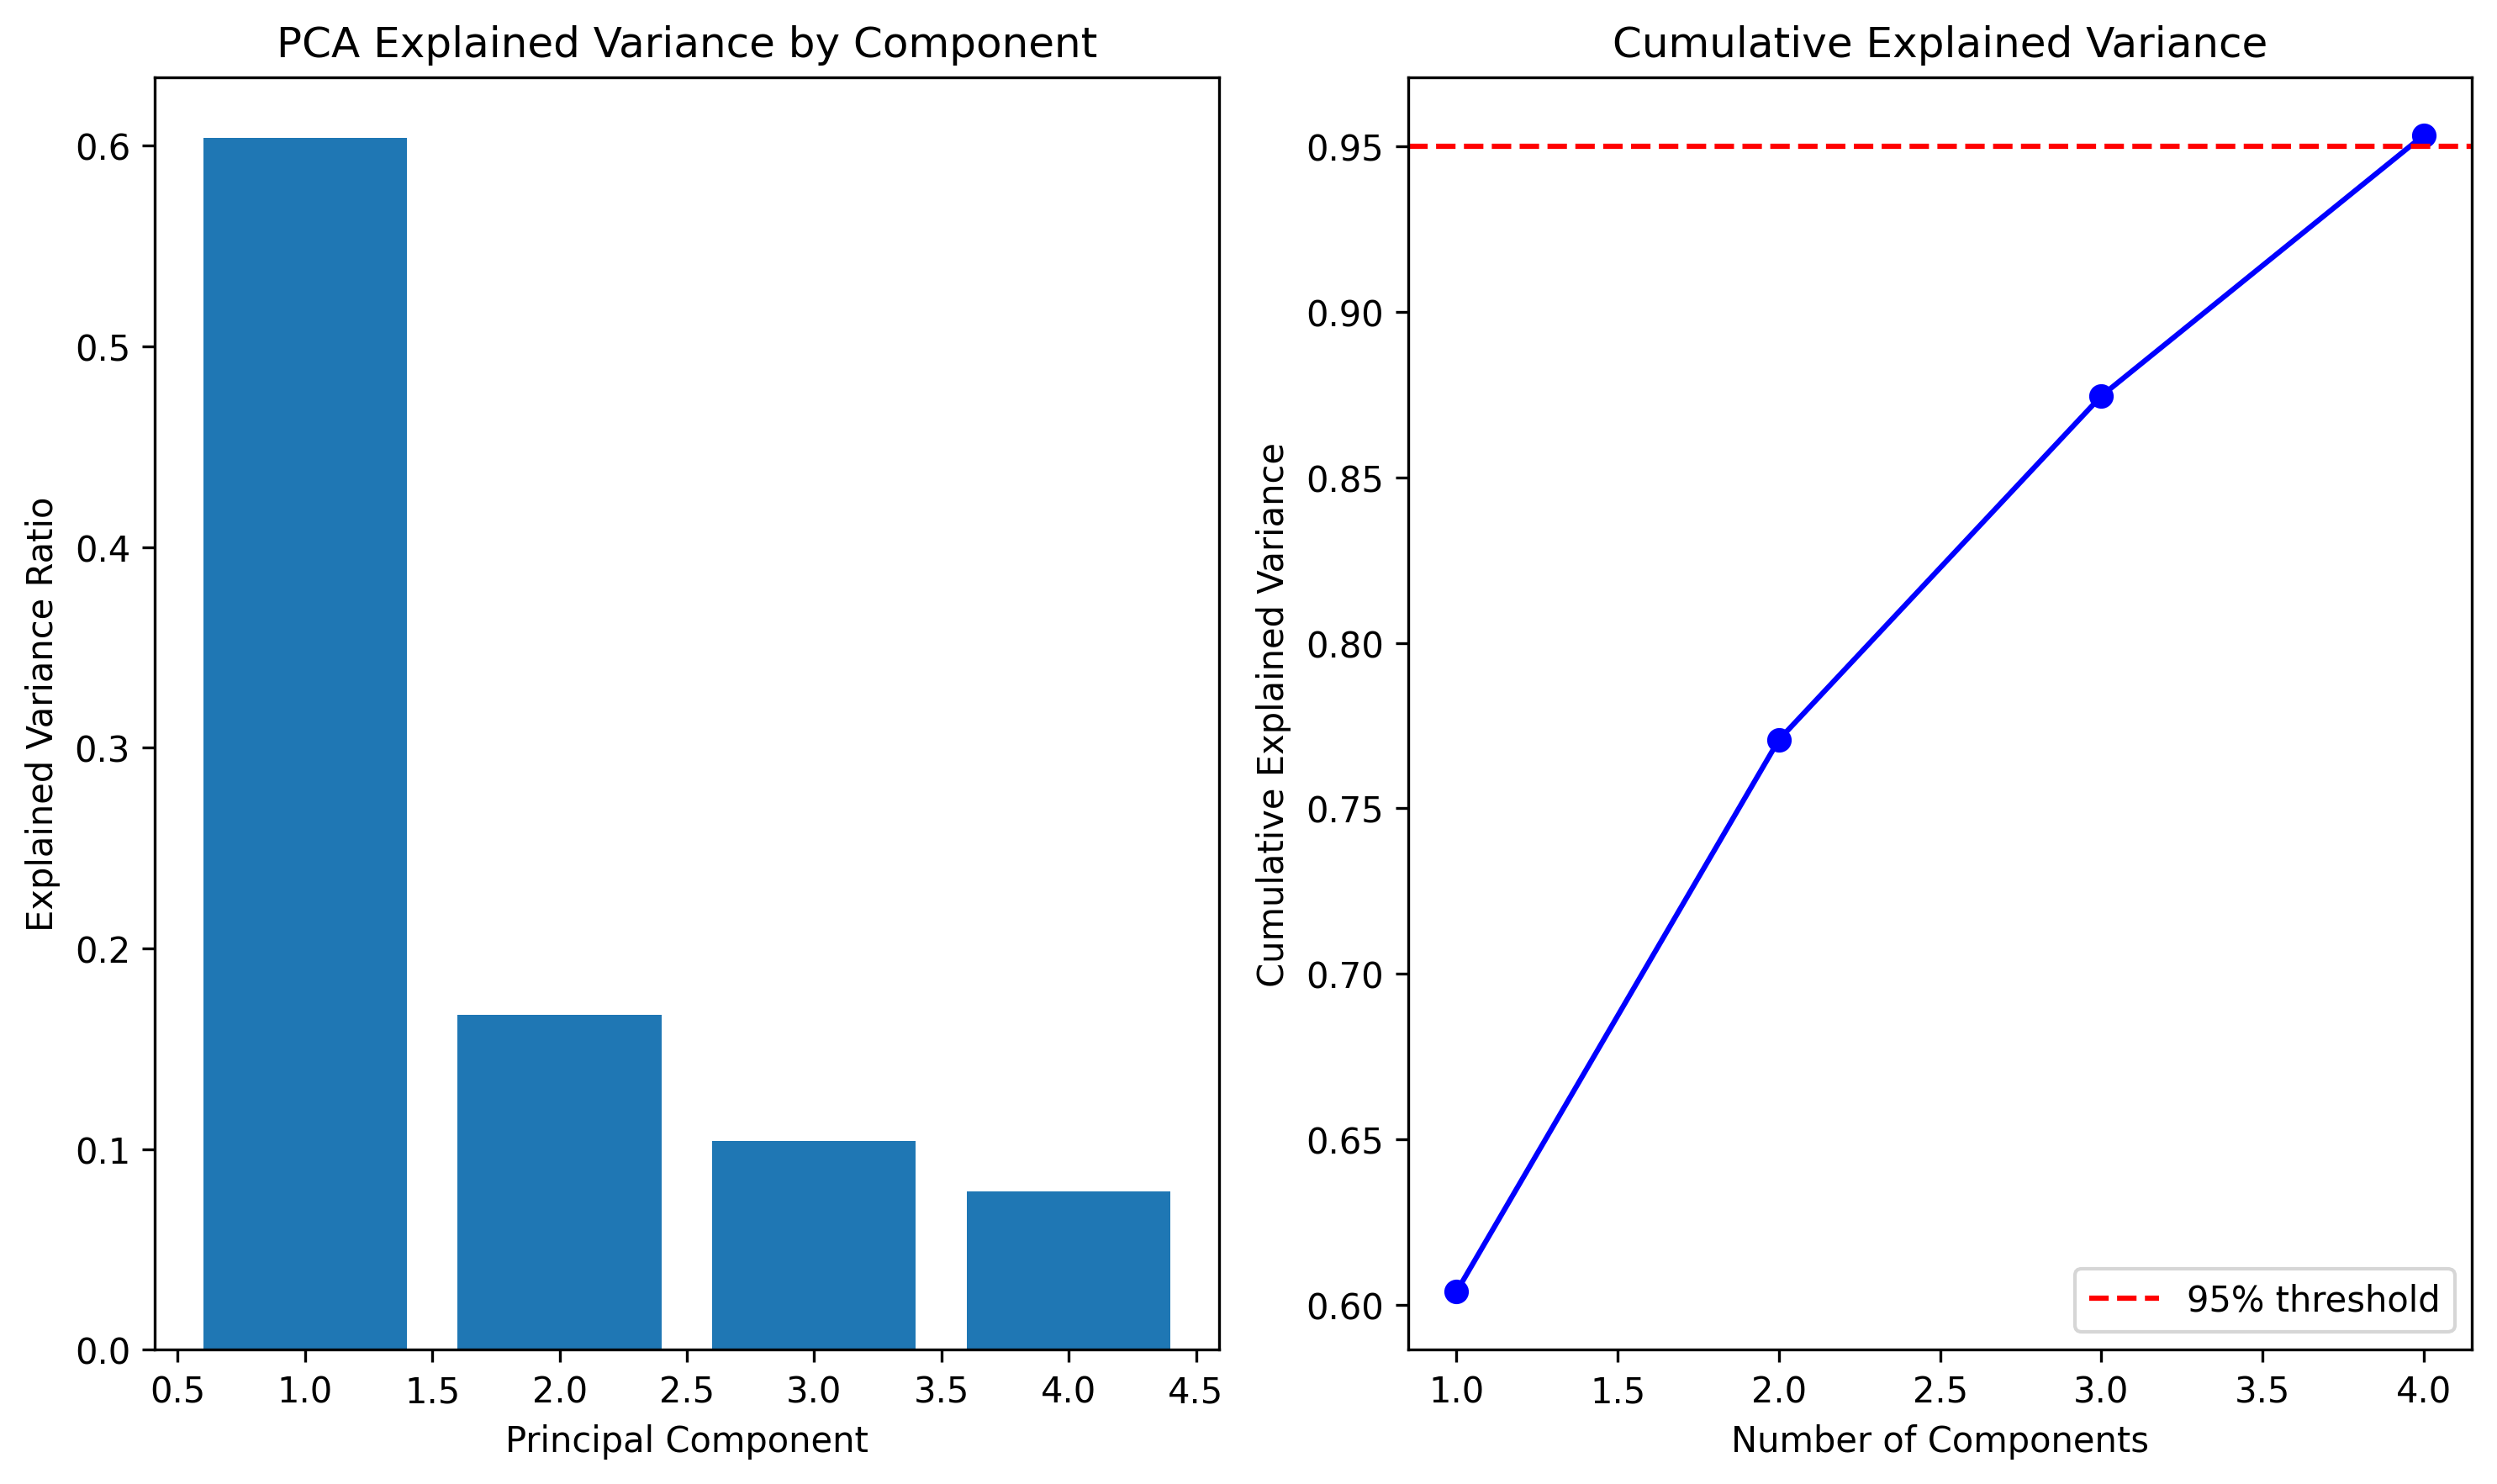 PCA Explained Variance by Component
0.6
0.5
0.4
0.3
0.2
0.1
0.0
Explained Variance Ratio
0.5 1.0 1.5 2.0 2.5 3.0 3.5 4.0 4.5
Principal Component
Cumulative Explained Variance
0.95
0.90
0.85
0.80
0.75
0.70
0.65
0.60
Cumulative Explained Variance
95% threshold
1.0 1.5 2.0 2.5 3.0 3.5 4.0
Number of Components